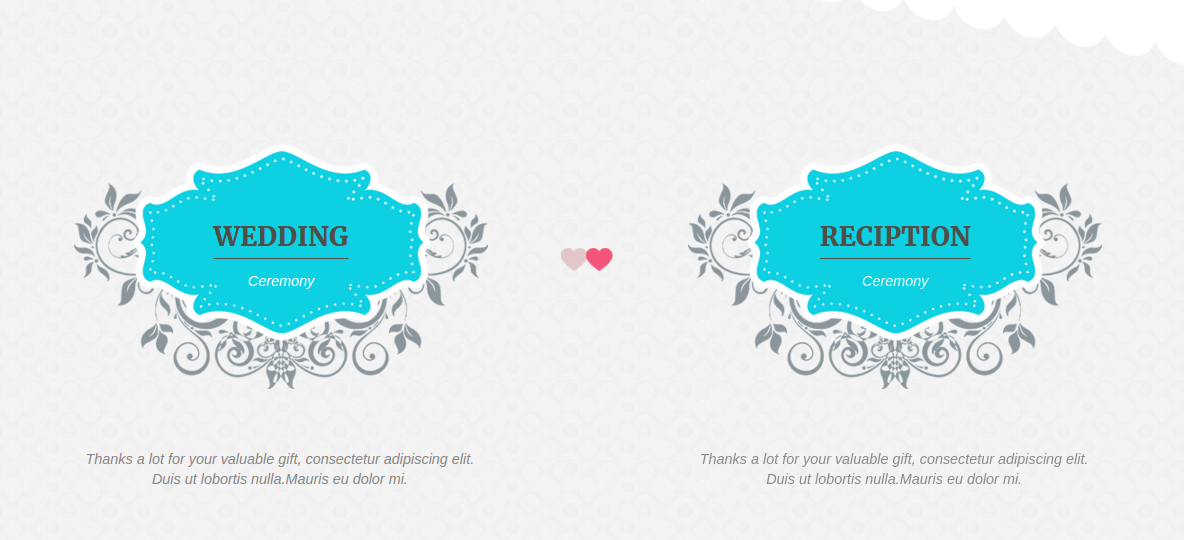 WEDDING
Ceremony
Thanks a lot for your valuable gift, consectetur adipiscing elit.
Duis ut lobortis nulla.Mauris eu dolor mi.
RECIPTION
Ceremony
Thanks a lot for your valuable gift, consectetur adipiscing elit.
Duis ut lobortis nulla.Mauris eu dolor mi.